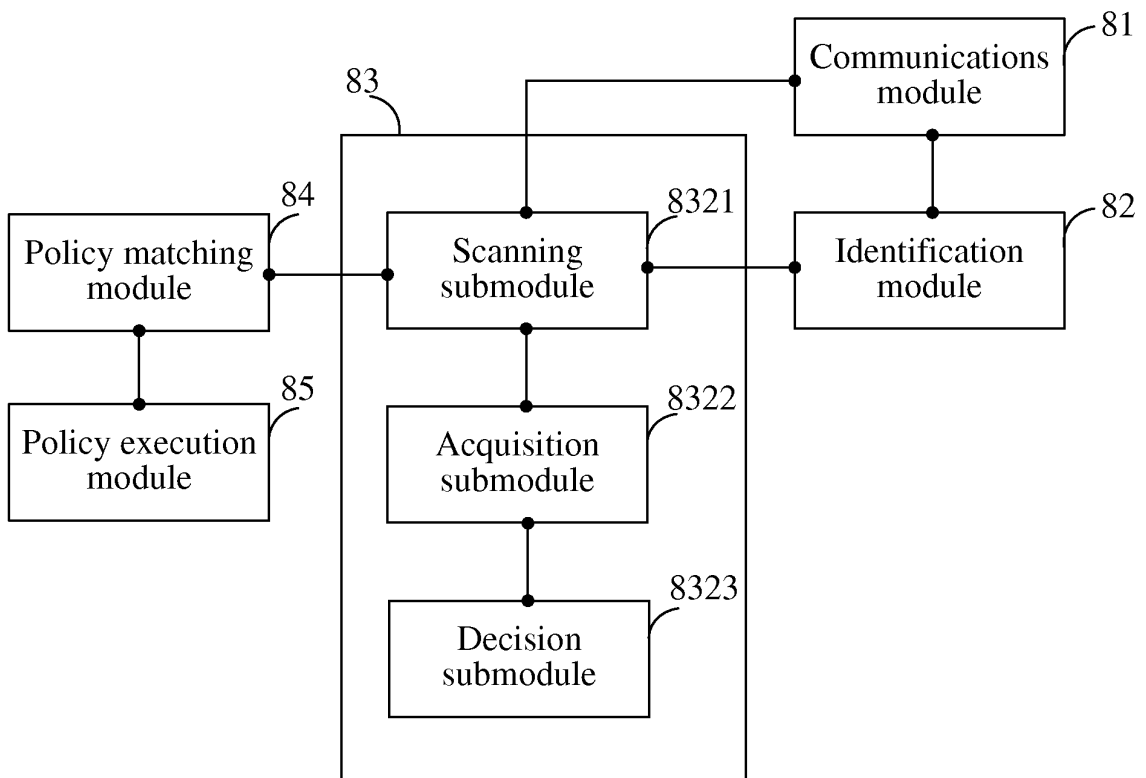 81
Communications
module
83
84
Policy matching
module
8321
Scanning
submodule
82
Identification
module
85
Policy execution
module
8322
Acquisition
submodule
8323
Decision
submodule